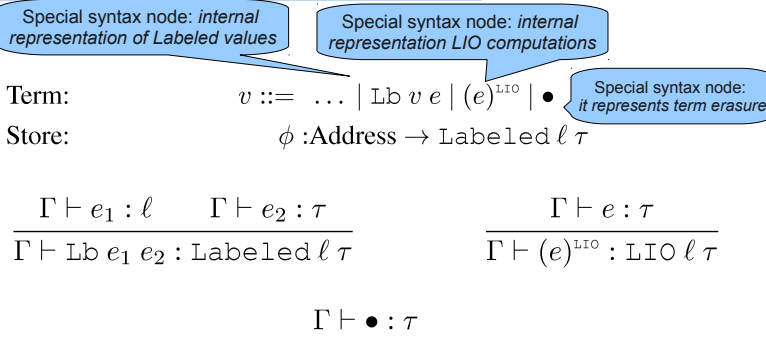 Special syntax node: internal
representation of Labeled values
Special syntax node: internal
representation LIO computations
Special syntax node:
it represents term erasure
Term: v ::= … | Lb v e | (e)ᴸᴵᴼ | •
Store: ϕ :Address → Labeled ℓ τ
Γ ⊢ e₁ : ℓ Γ ⊢ e₂ : τ
Γ ⊢ Lb e₁ e₂ : Labeled ℓ τ
Γ ⊢ e : τ
Γ ⊢ (e)ᴸᴵᴼ : LIO ℓ τ
Γ ⊢ • : τ